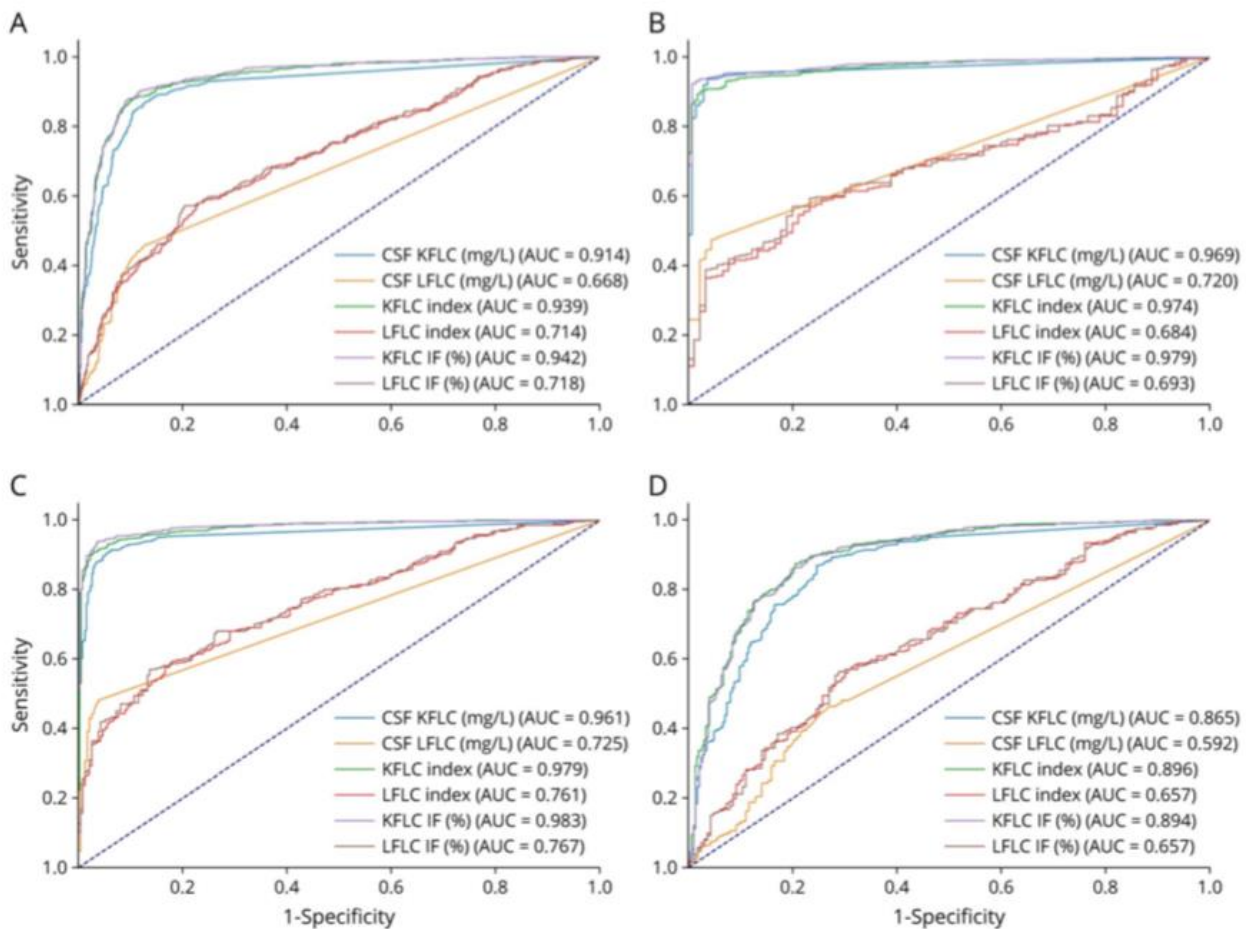 A
B
1.0
0.8
0.6
0.4
0.2
1.0
Sensitivity
CSF KFLC (mg/L) (AUC = 0.914)
CSF LFLC (mg/L) (AUC = 0.668)
KFLC index (AUC = 0.939)
LFLC index (AUC = 0.714)
KFLC IF (%) (AUC = 0.942)
LFLC IF (%) (AUC = 0.718)
0.2
0.4
0.6
0.8
1.0
1.0
0.8
0.6
0.4
0.2
1.0
CSF KFLC (mg/L) (AUC = 0.969)
CSF LFLC (mg/L) (AUC = 0.720)
KFLC index (AUC = 0.974)
LFLC index (AUC = 0.684)
KFLC IF (%) (AUC = 0.979)
LFLC IF (%) (AUC = 0.693)
0.2
0.4
0.6
0.8
1.0
C
D
1.0
0.8
0.6
0.4
0.2
1.0
Sensitivity
CSF KFLC (mg/L) (AUC = 0.961)
CSF LFLC (mg/L) (AUC = 0.725)
KFLC index (AUC = 0.979)
LFLC index (AUC = 0.761)
KFLC IF (%) (AUC = 0.983)
LFLC IF (%) (AUC = 0.767)
0.2
0.4
0.6
0.8
1.0
1-Specificity
1.0
0.8
0.6
0.4
0.2
1.0
CSF KFLC (mg/L) (AUC = 0.865)
CSF LFLC (mg/L) (AUC = 0.592)
KFLC index (AUC = 0.896)
LFLC index (AUC = 0.657)
KFLC IF (%) (AUC = 0.894)
LFLC IF (%) (AUC = 0.657)
0.2
0.4
0.6
0.8
1.0
1-Specificity